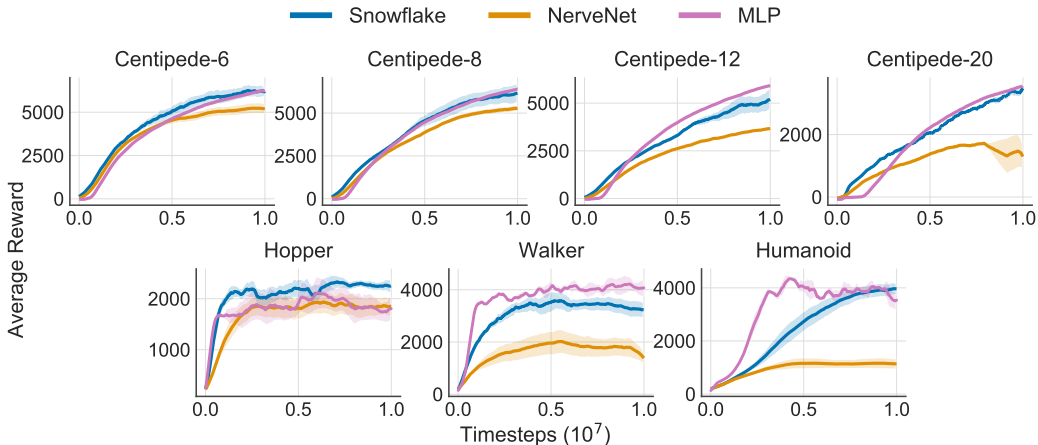 Snowflake NerveNet MLP
Centipede-6 Centipede-8 Centipede-12 Centipede-20
Average Reward
5000
2500
0
0.0 0.5 1.0
5000
2500
0
0.0 0.5 1.0
5000
2500
0
0.0 0.5 1.0
2000
0
0.0 0.5 1.0
Hopper Walker Humanoid
2000
1000
0.0 0.5 1.0
4000
2000
0
0.0 0.5 1.0
4000
2000
0
0.0 0.5 1.0
Timesteps (10⁷)